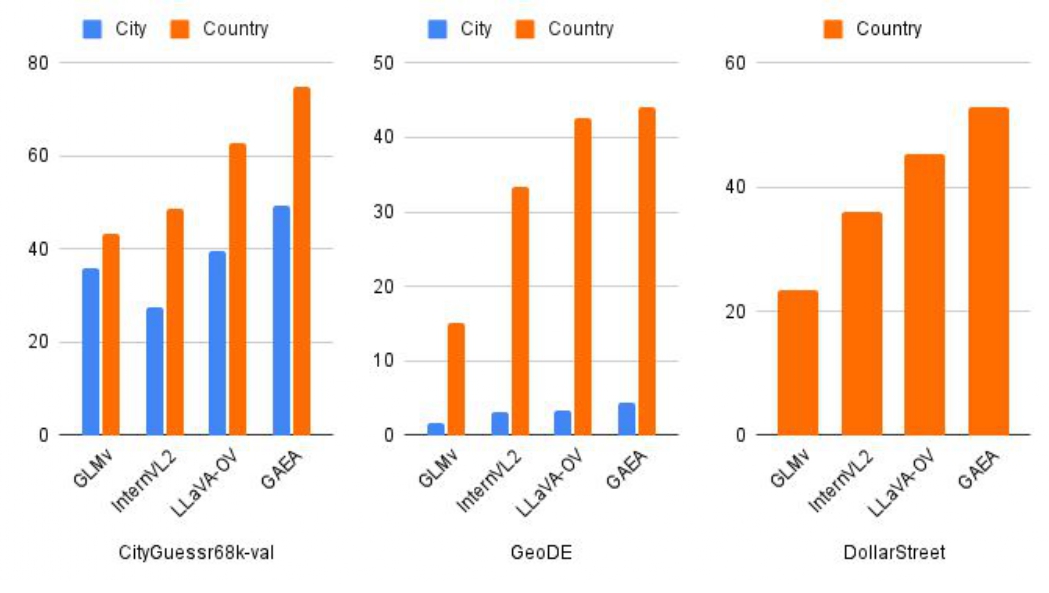 City Country
80
60
40
20
0
GLMv InternVL2 LLaVA-OV GAEA
CityGuessr68k-val
City Country
50
40
30
20
10
0
GLMv InternVL2 LLaVA-OV GAEA
GeoDE
Country
60
40
20
0
GLMv InternVL2 LLaVA-OV GAEA
DollarStreet